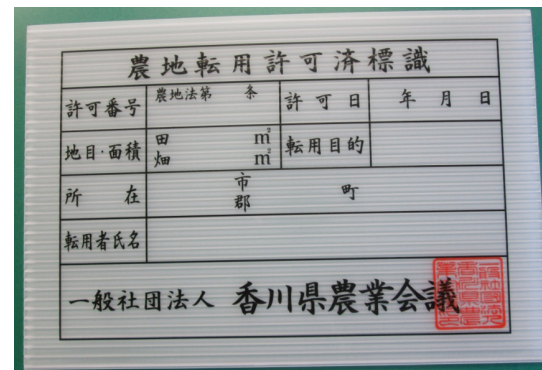 農地転用許可済標識
許可番号 農地法第 条 許可日 年 月 日
地目·面積 田 ㎡ 転用目的
畑 ㎡
所 在 市 町
郡
転用者氏名
一般社団法人 香川県農業会議